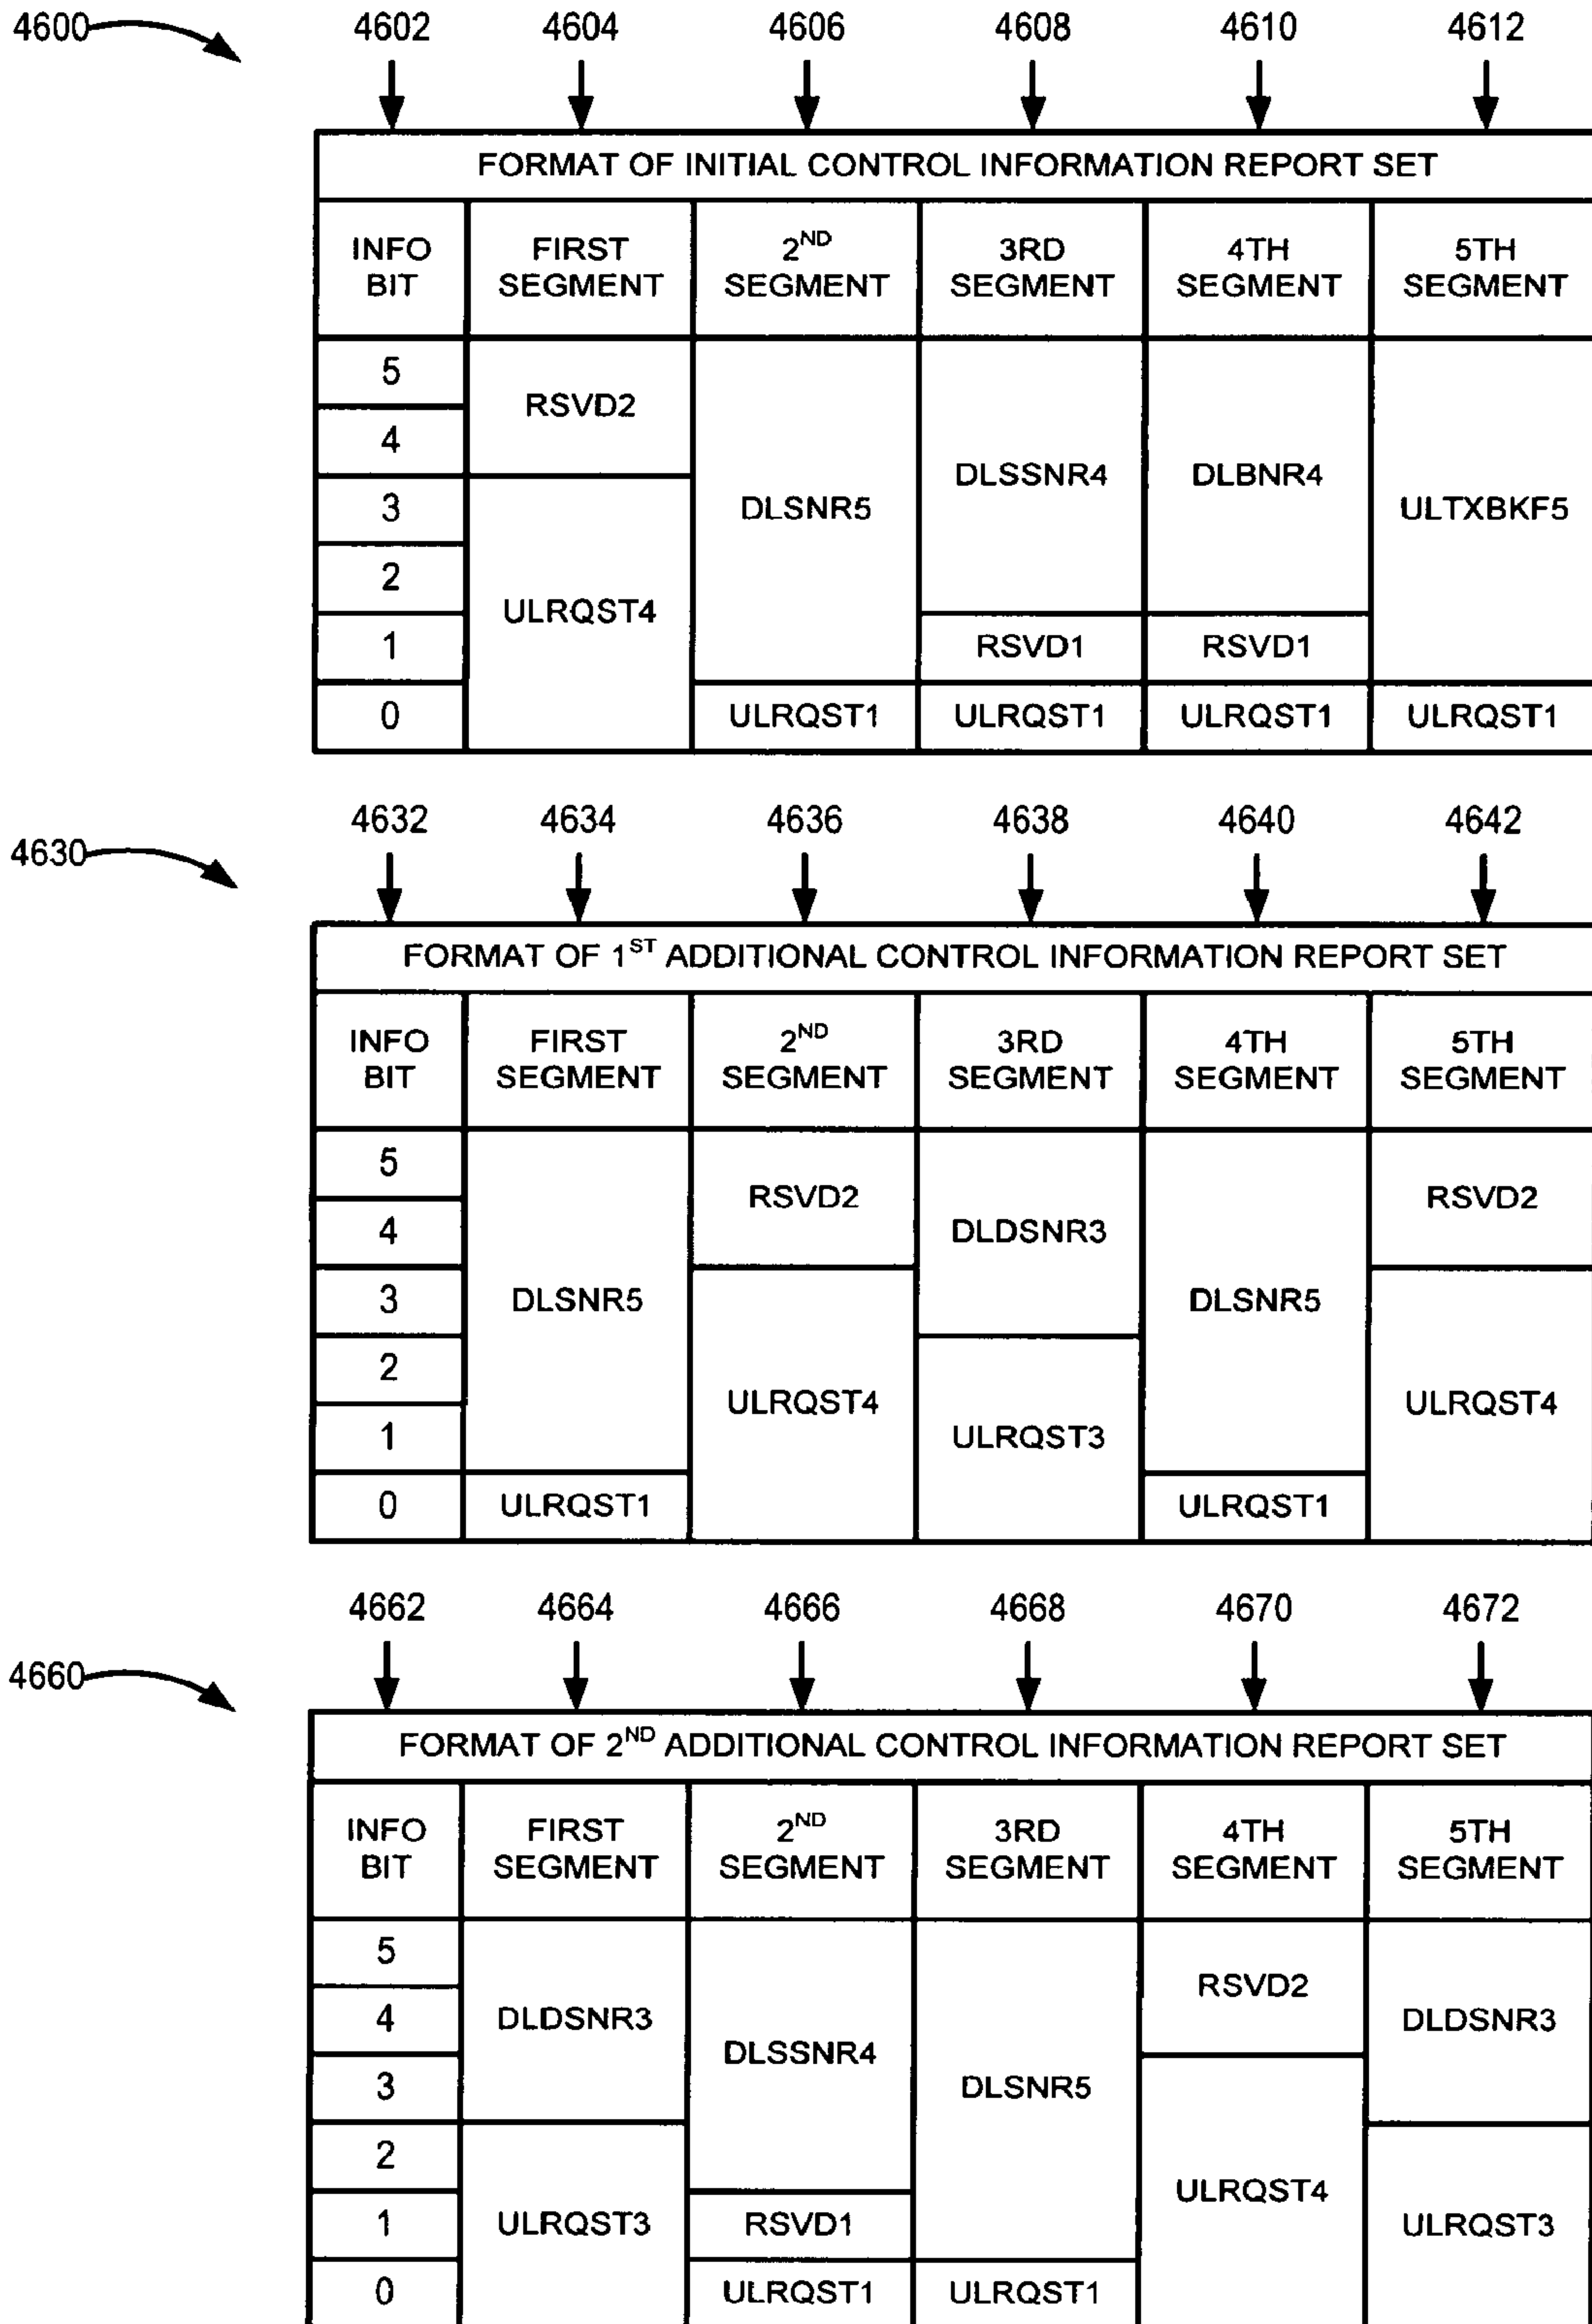 4600
4602 4604 4606 4608 4610 4612
FORMAT OF INITIAL CONTROL INFORMATION REPORT SET
INFO BIT FIRST SEGMENT 2ND SEGMENT 3RD SEGMENT 4TH SEGMENT 5TH SEGMENT
5
RSVD2
4
DLSSNR4 DLBNR4
3
DLSNR5 ULTXBKF5
2
ULRQST4
1 RSVD1 RSVD1
0 ULRQST1 ULRQST1 ULRQST1 ULRQST1
4630
4632 4634 4636 4638 4640 4642
FORMAT OF 1ST ADDITIONAL CONTROL INFORMATION REPORT SET
INFO BIT FIRST SEGMENT 2ND SEGMENT 3RD SEGMENT 4TH SEGMENT 5TH SEGMENT
5
RSVD2 RSVD2
4 DLDSNR3
3 DLSNR5 DLSNR5
2
ULRQST4 ULRQST4
1 ULRQST3
0 ULRQST1 ULRQST1
4660
4662 4664 4666 4668 4670 4672
FORMAT OF 2ND ADDITIONAL CONTROL INFORMATION REPORT SET
INFO BIT FIRST SEGMENT 2ND SEGMENT 3RD SEGMENT 4TH SEGMENT 5TH SEGMENT
5
RSVD2
4 DLDSNR3 DLDSNR3
DLSSNR4
3 DLSNR5
2
ULRQST4
1 ULRQST3 RSVD1 ULRQST3
0 ULRQST1 ULRQST1